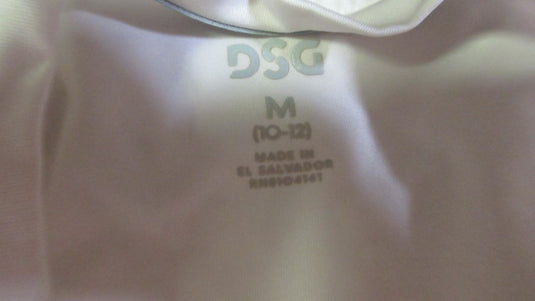 DSG
M
(10-12)
MADE IN
EL SALVADOR